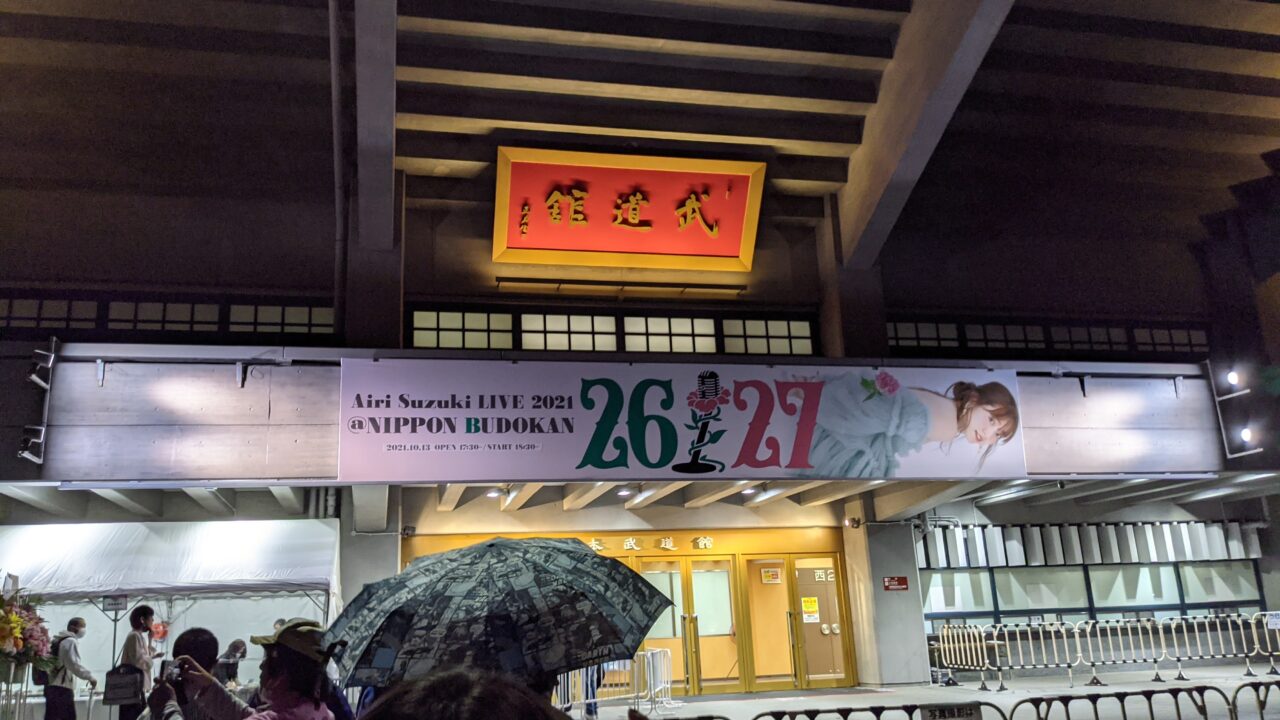 武道館
Airi Suzuki LIVE 2021
@NIPPON BUDOKAN
2021.10.13 OPEN 17:30~/START 18:30~
26 27
本武道館
西2